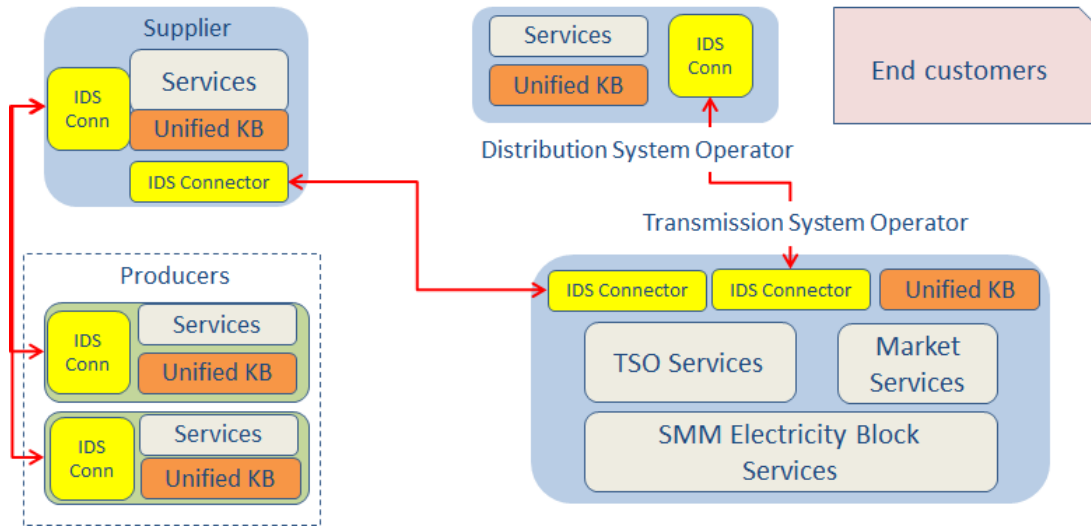 Supplier
IDS
Conn
Services
Unified KB
IDS Connector
Services
Unified KB
IDS
Conn
Distribution System Operator
End customers
Transmission System Operator
IDS Connector
IDS Connector
Unified KB
TSO Services
Market
Services
SMM Electricity Block
Services
Producers
IDS
Conn
Services
Unified KB
IDS
Conn
Services
Unified KB